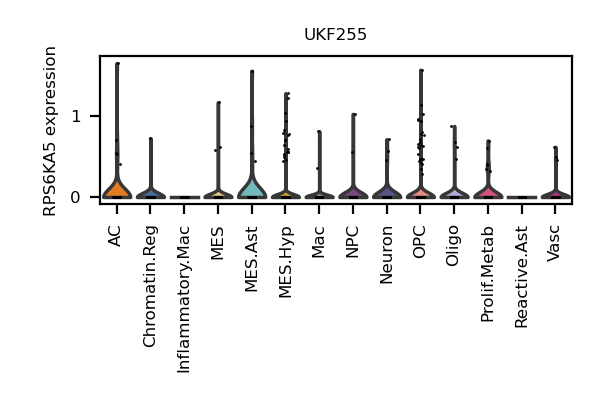 UKF255
RPS6KA5 expression
1
0
AC
Chromatin.Reg
Inflammatory.Mac
MES
MES.Ast
MES.Hyp
Mac
NPC
Neuron
OPC
Oligo
Prolif.Metab
Reactive.Ast
Vasc